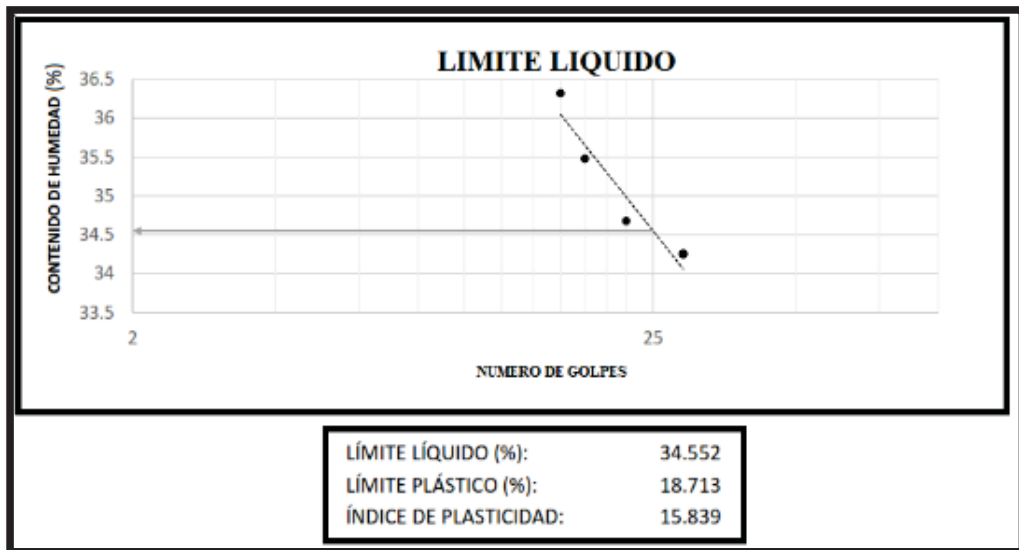 LIMITE LIQUIDO
CONTENIDO DE HUMEDAD (%)
36.5
36
35.5
35
34.5
34
33.5
2 25
NUMERO DE GOLPES
LÍMITE LÍQUIDO (%): 34.552
LÍMITE PLÁSTICO (%): 18.713
ÍNDICE DE PLASTICIDAD: 15.839